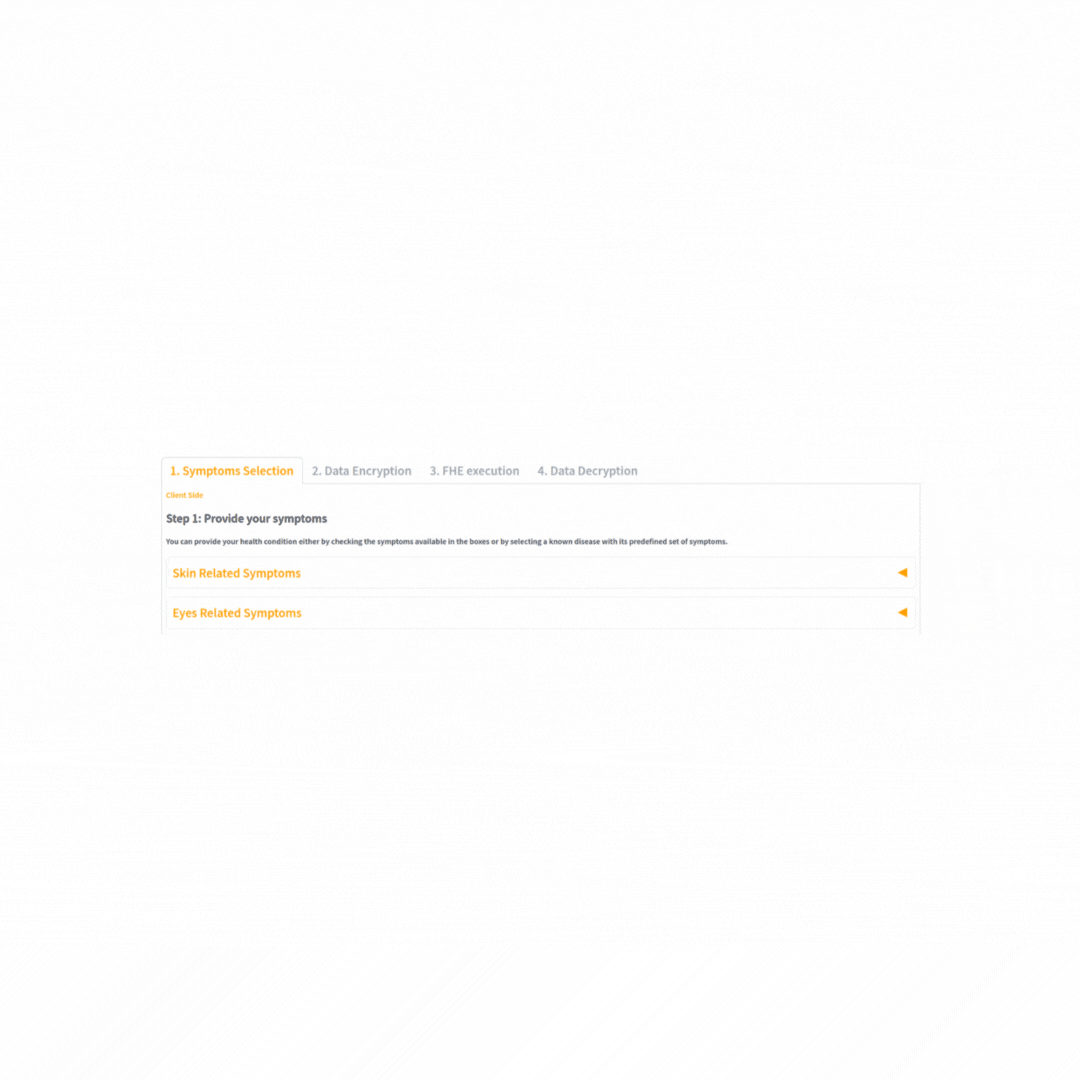 1. Symptoms Selection 2. Data Encryption 3. FHE execution 4. Data Decryption
Client Side
Step 1: Provide your symptoms
You can provide your health condition either by checking the symptoms available in the boxes or by selecting a known disease with its predefined set of symptoms.
Skin Related Symptoms
Eyes Related Symptoms